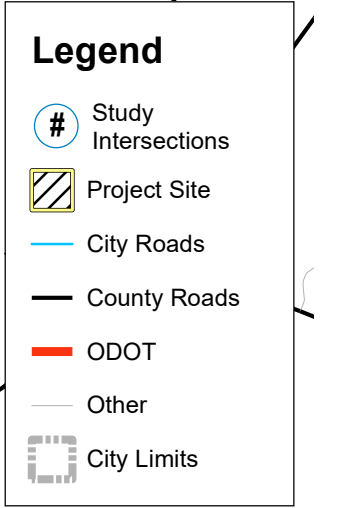 Legend
# Study
Intersections
Project Site
City Roads
County Roads
ODOT
Other
City Limits